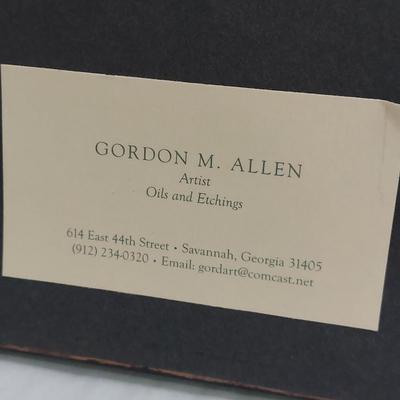 GORDON M. ALLEN
Artist
Oils and Etchings
614 East 44th Street • Savannah, Georgia 31405
(912) 234-0320 • Email: gordart@comcast.net